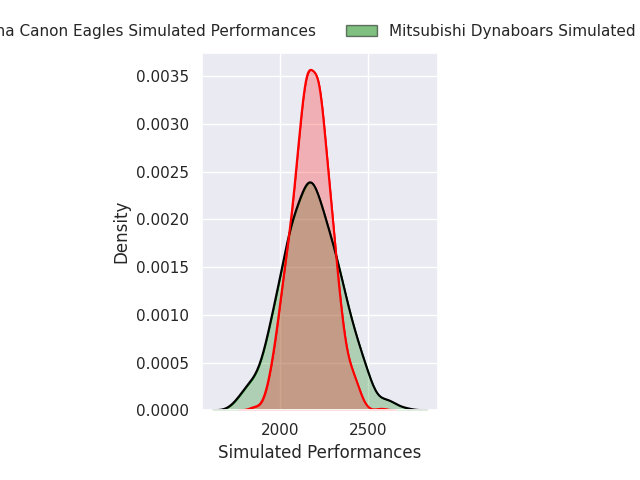 Canon Eagles Simulated Performances
Mitsubishi Dynaboars Simulated
0.0035
0.0030
0.0025
0.0020
0.0015
0.0010
0.0005
0.0000
Density
2000 2500
Simulated Performances